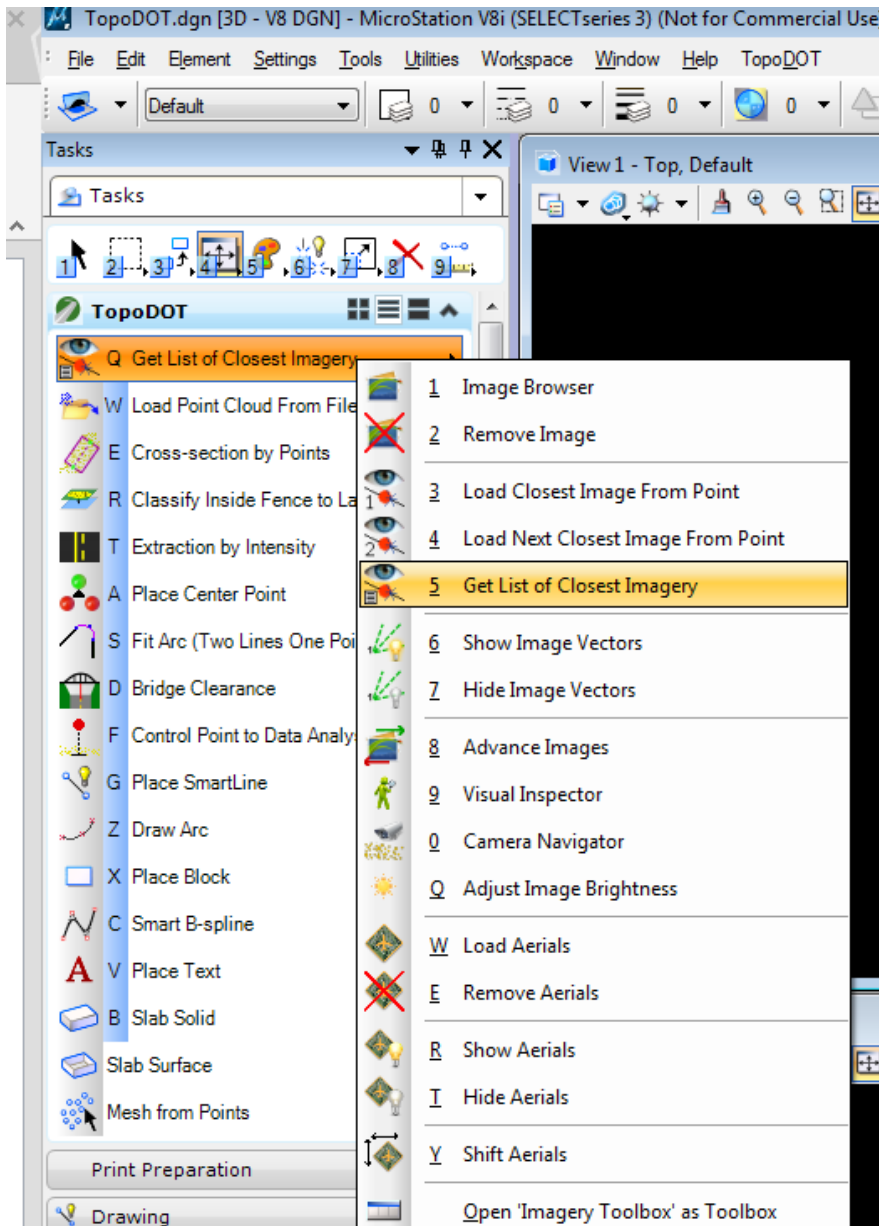 TopoDOT.dgn [3D - V8 DGN] - MicroStation V8i (SELECTseries 3) (Not for Commercial Use
File Edit Element Settings Tools Utilities Workspace Window Help TopoDOT
Default 0 0 0 0
Tasks
View 1 - Top, Default
Tasks
1 2 3 4 5 6 7 8 9
TopoDOT
Q Get List of Closest Imagery
W Load Point Cloud From File
E Cross-section by Points
R Classify Inside Fence to La
T Extraction by Intensity
A Place Center Point
S Fit Arc (Two Lines One Poi
D Bridge Clearance
F Control Point to Data Analy
G Place SmartLine
Z Draw Arc
X Place Block
C Smart B-spline
V Place Text
B Slab Solid
Slab Surface
Mesh from Points
Print Preparation
Drawing
1 Image Browser
2 Remove Image
1 3 Load Closest Image From Point
2 4 Load Next Closest Image From Point
5 Get List of Closest Imagery
6 Show Image Vectors
7 Hide Image Vectors
8 Advance Images
9 Visual Inspector
0 Camera Navigator
Q Adjust Image Brightness
W Load Aerials
E Remove Aerials
R Show Aerials
T Hide Aerials
Y Shift Aerials
Open 'Imagery Toolbox' as Toolbox